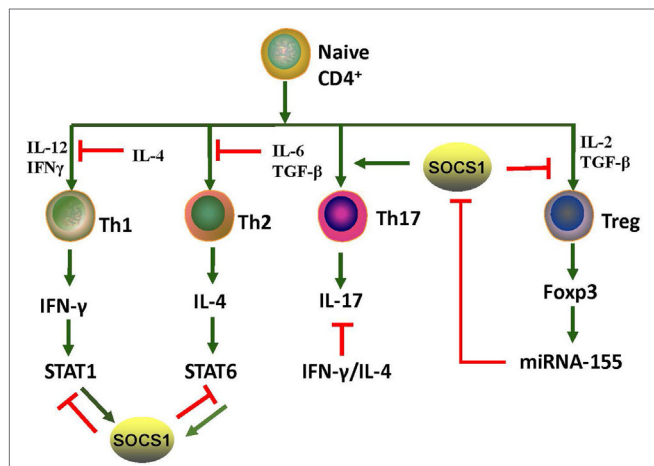 Naive
CD4⁺
IL-12
IFNγ
IL-4
IL-6
TGF-β
SOCS1
IL-2
TGF-β
Th1
Th2
Th17
Treg
IFN-γ
IL-4
IL-17
Foxp3
STAT1
STAT6
IFN-γ/IL-4
miRNA-155
SOCS1